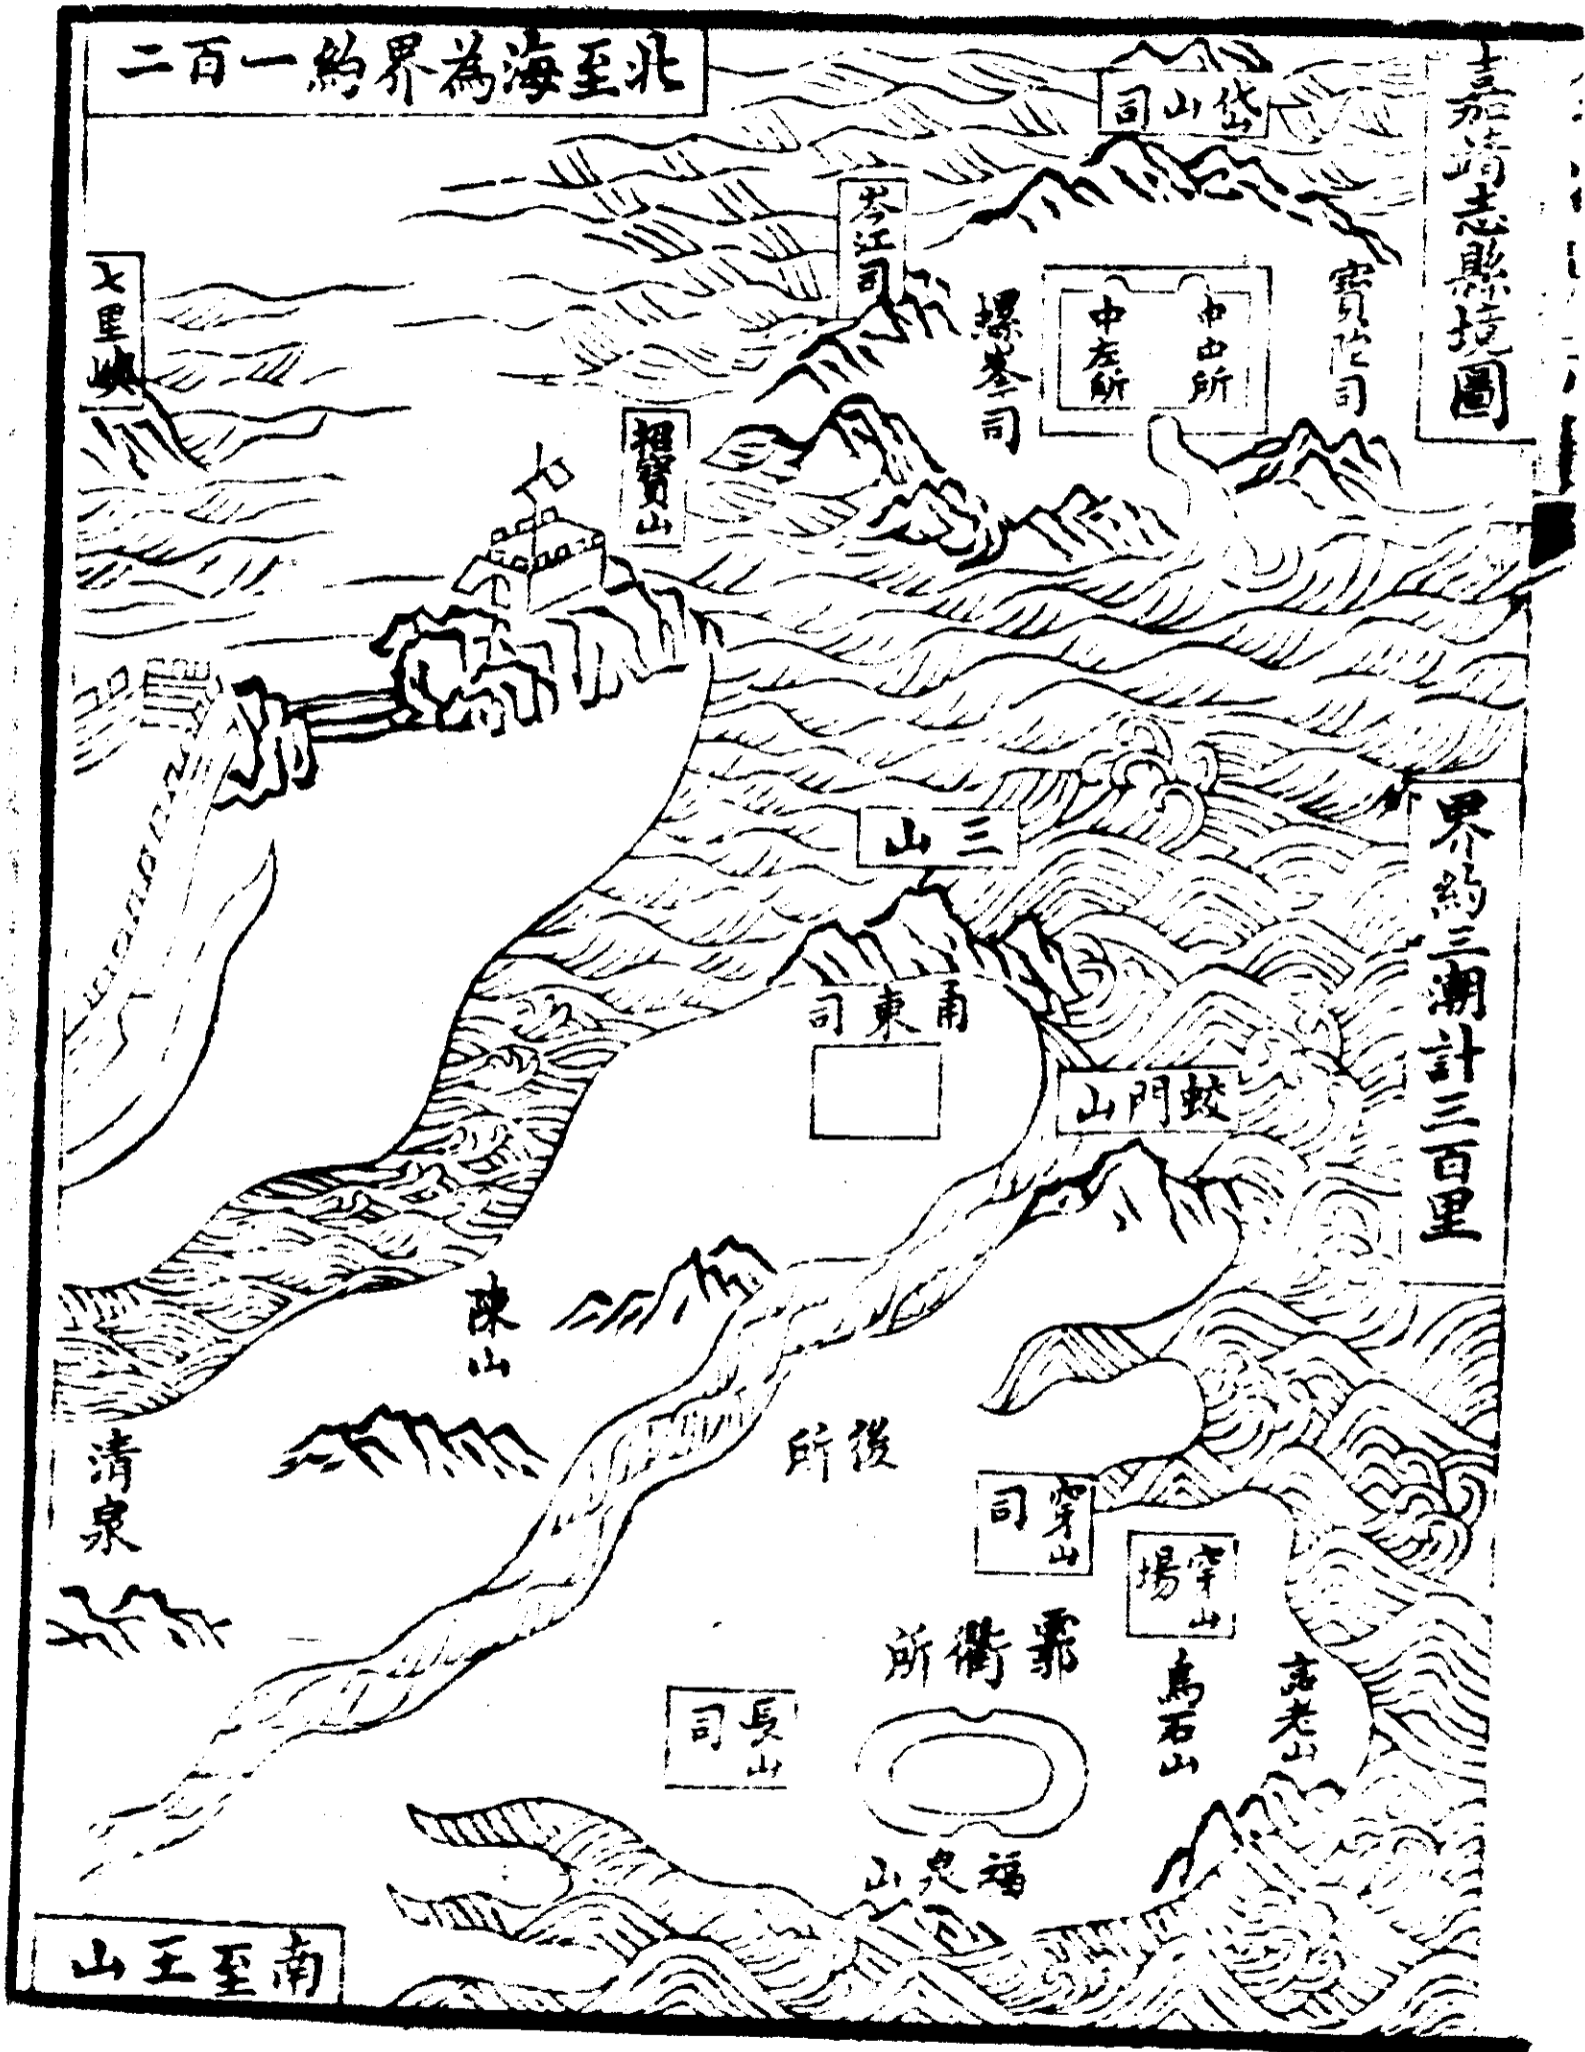 嘉靖志縣境圖
界約三潮計三百里
北至海為界約一百二
岱山司
岑江司
寶陀司
中中所
中左所
螺峯司
招寶山
七里嶼
三山
甬東司
蛟門山
陳山
清泉
後所
穿山司
穿山場
霏衢所
長山司
烏石山
高老山
福泉山
南至王山